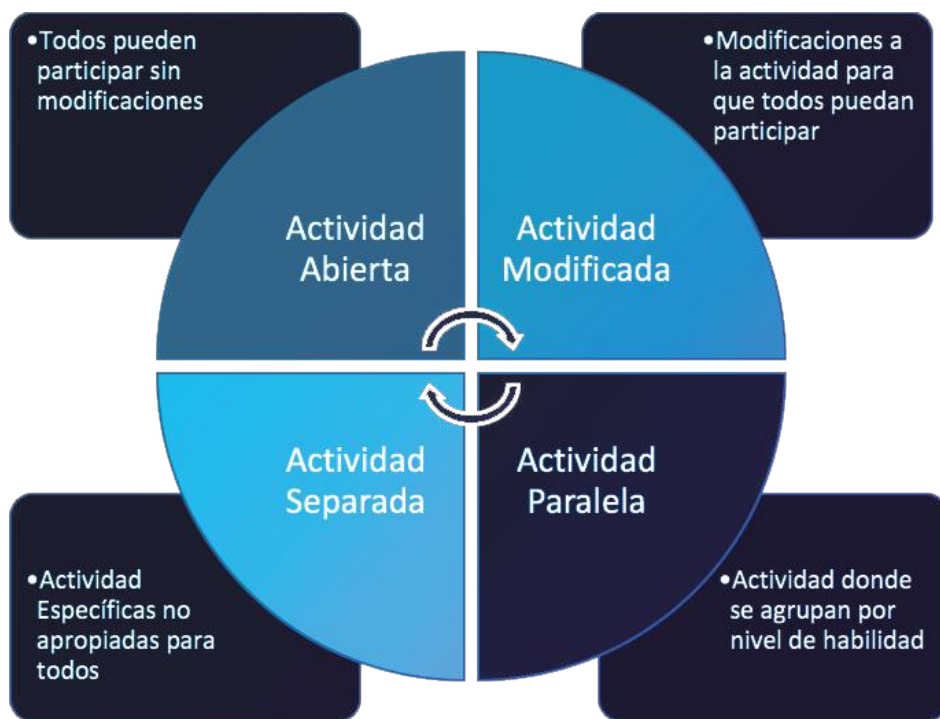 •Todos pueden
participar sin
modificaciones
•Modificaciones a
la actividad para
que todos puedan
participar
Actividad
Abierta
Actividad
Modificada
Actividad
Separada
Actividad
Paralela
•Actividad
Específicas no
apropiadas para
todos
•Actividad donde
se agrupan por
nivel de habilidad